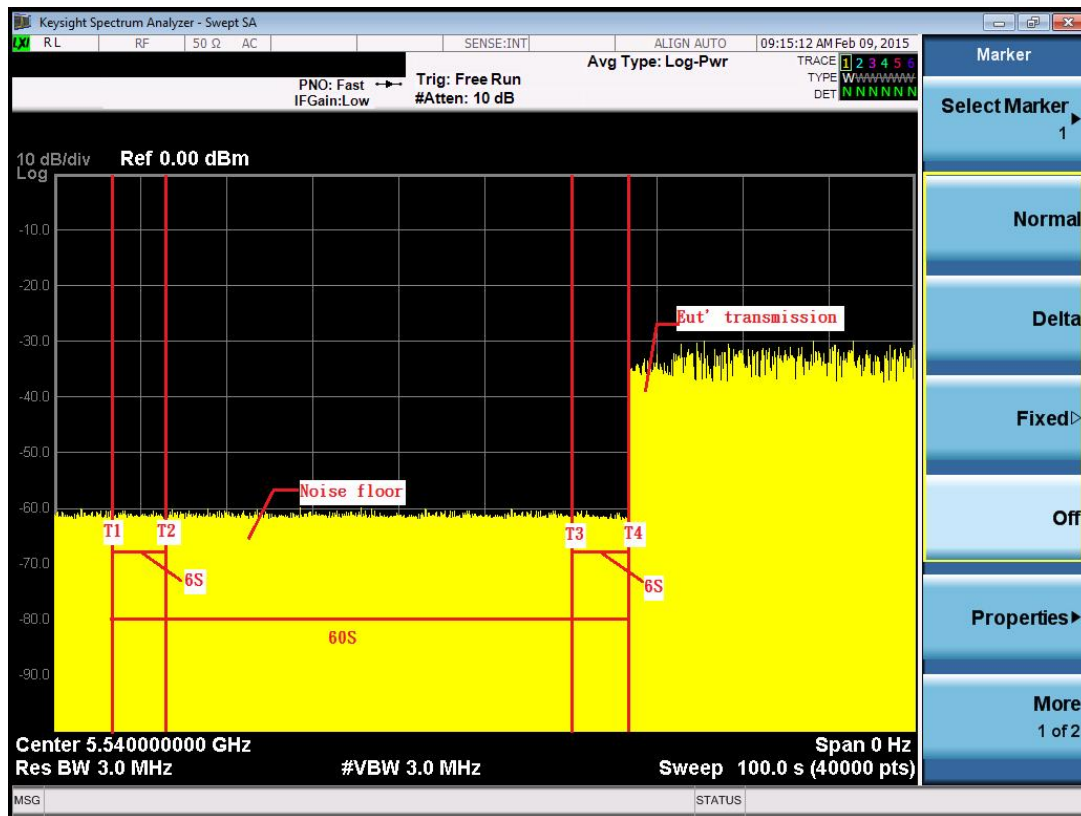 Keysight Spectrum Analyzer - Swept SA
LXI RL RF 50 Ω AC SENSE:INT ALIGN AUTO 09:15:12 AM Feb 09, 2015
PNO: Fast
IFGain:Low
Trig: Free Run
#Atten: 10 dB
Avg Type: Log-Pwr
TRACE 1 2 3 4 5 6
TYPE WWWWWW
DET N N N N N N
10 dB/div Ref 0.00 dBm
Log
-10.0
-20.0
-30.0
-40.0
-50.0
-60.0
-70.0
-80.0
-90.0
Eut' transmission
Noise floor
T1 T2 T3 T4
6S 6S
60S
Center 5.540000000 GHz Span 0 Hz
Res BW 3.0 MHz #VBW 3.0 MHz Sweep 100.0 s (40000 pts)
MSG STATUS
Marker
Select Marker
1
Normal
Delta
Fixed
Off
Properties
More
1 of 2